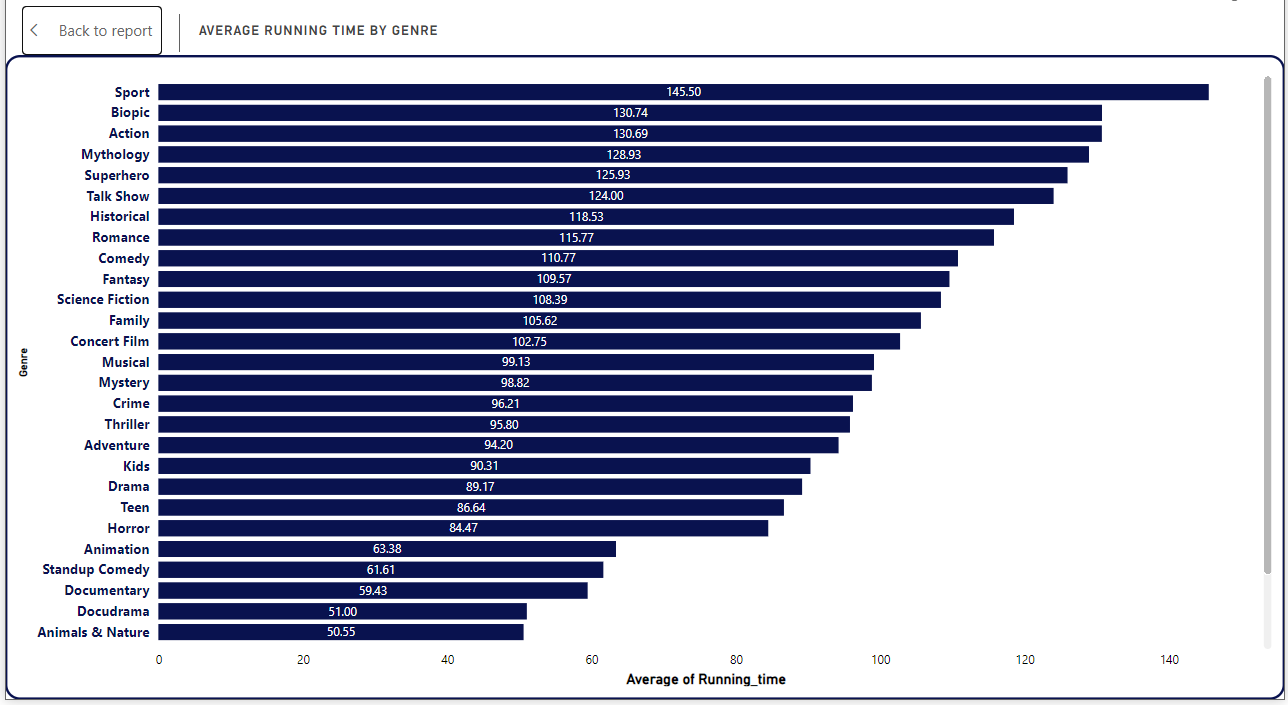 Back to report
AVERAGE RUNNING TIME BY GENRE
Genre
Sport 145.50
Biopic 130.74
Action 130.69
Mythology 128.93
Superhero 125.93
Talk Show 124.00
Historical 118.53
Romance 115.77
Comedy 110.77
Fantasy 109.57
Science Fiction 108.39
Family 105.62
Concert Film 102.75
Musical 99.13
Mystery 98.82
Crime 96.21
Thriller 95.80
Adventure 94.20
Kids 90.31
Drama 89.17
Teen 86.64
Horror 84.47
Animation 63.38
Standup Comedy 61.61
Documentary 59.43
Docudrama 51.00
Animals & Nature 50.55
0 20 40 60 80 100 120 140
Average of Running_time